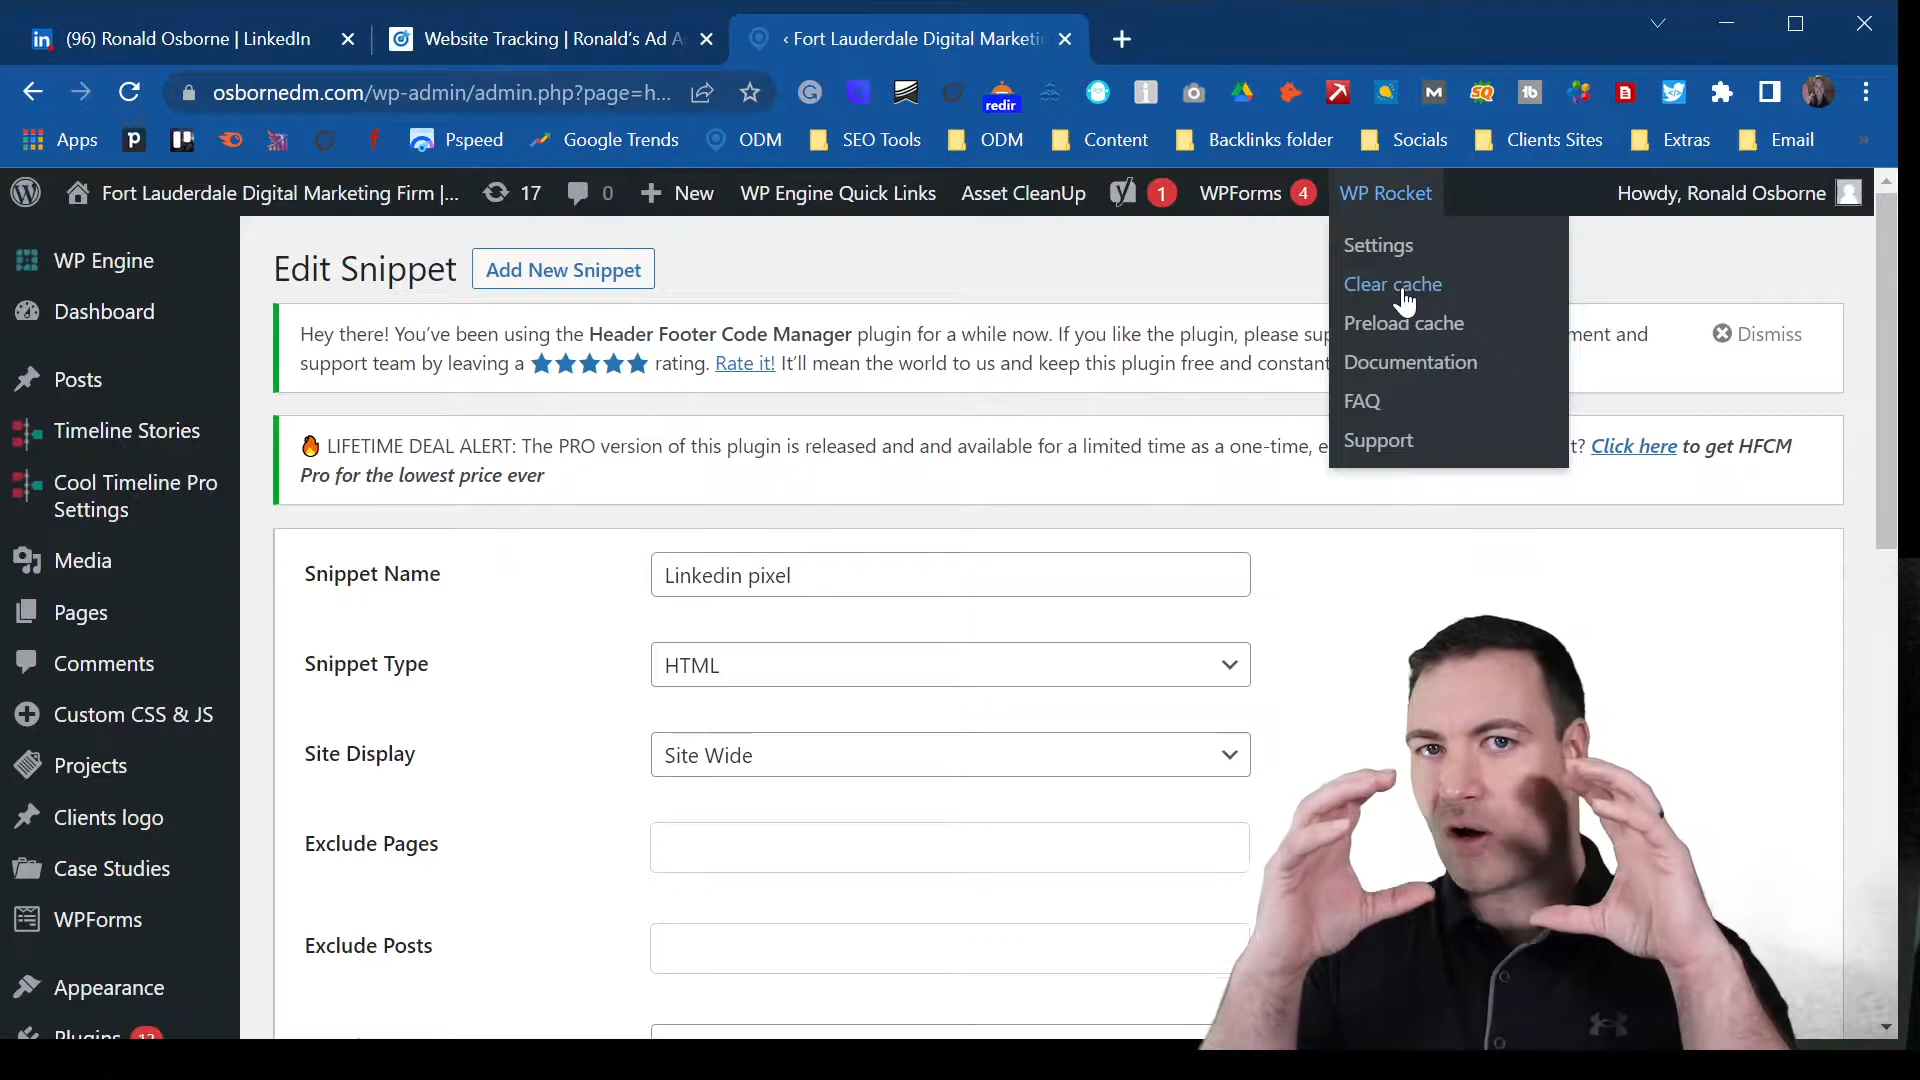 (96) Ronald Osborne | LinkedIn
Website Tracking | Ronald's Ad A
‹ Fort Lauderdale Digital Marketi
osbornedm.com/wp-admin/admin.php?page=h...
redir
Apps
Pspeed
Google Trends
ODM
SEO Tools
ODM
Content
Backlinks folder
Socials
Clients Sites
Extras
Email
»
Fort Lauderdale Digital Marketing Firm |...
17
0
New
WP Engine Quick Links
Asset CleanUp
1
WPForms 4
WP Rocket
Howdy, Ronald Osborne
Settings
Clear cache
Preload cache
Documentation
FAQ
Support
WP Engine
Dashboard
Posts
Timeline Stories
Cool Timeline Pro
Settings
Media
Pages
Comments
Custom CSS & JS
Projects
Clients logo
Case Studies
WPForms
Appearance
Plugins
Edit Snippet
Add New Snippet
Hey there! You've been using the Header Footer Code Manager plugin for a while now. If you like the plugin, please sup ment and
support team by leaving a ★★★★★ rating. Rate it! It'll mean the world to us and keep this plugin free and constant
Dismiss
🔥 LIFETIME DEAL ALERT: The PRO version of this plugin is released and and available for a limited time as a one-time, e t? Click here to get HFCM
Pro for the lowest price ever
Snippet Name
Linkedin pixel
Snippet Type
HTML
Site Display
Site Wide
Exclude Pages
Exclude Posts